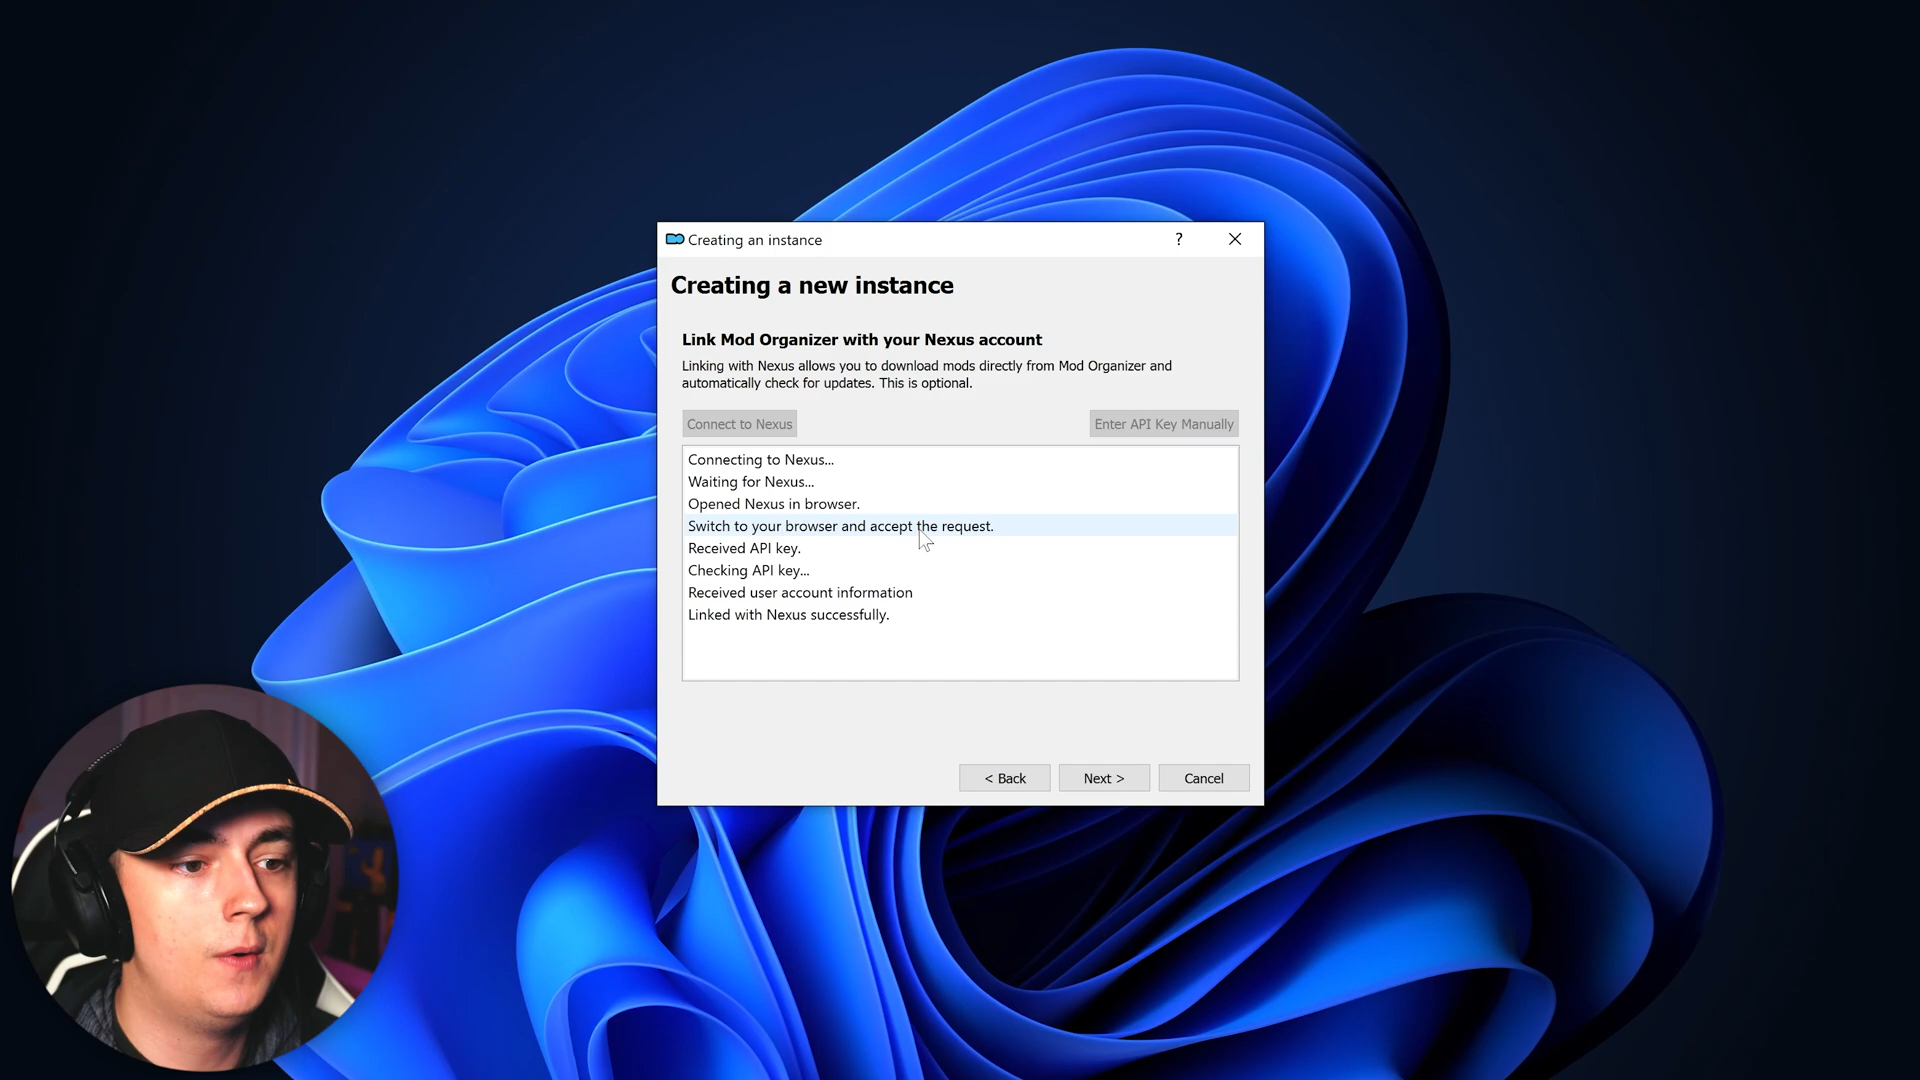 Creating an instance
?
Creating a new instance
Link Mod Organizer with your Nexus account
Linking with Nexus allows you to download mods directly from Mod Organizer and
automatically check for updates. This is optional.
Connect to Nexus
Enter API Key Manually
Connecting to Nexus...
Waiting for Nexus...
Opened Nexus in browser.
Switch to your browser and accept the request.
Received API key.
Checking API key...
Received user account information
Linked with Nexus successfully.
< Back
Next >
Cancel